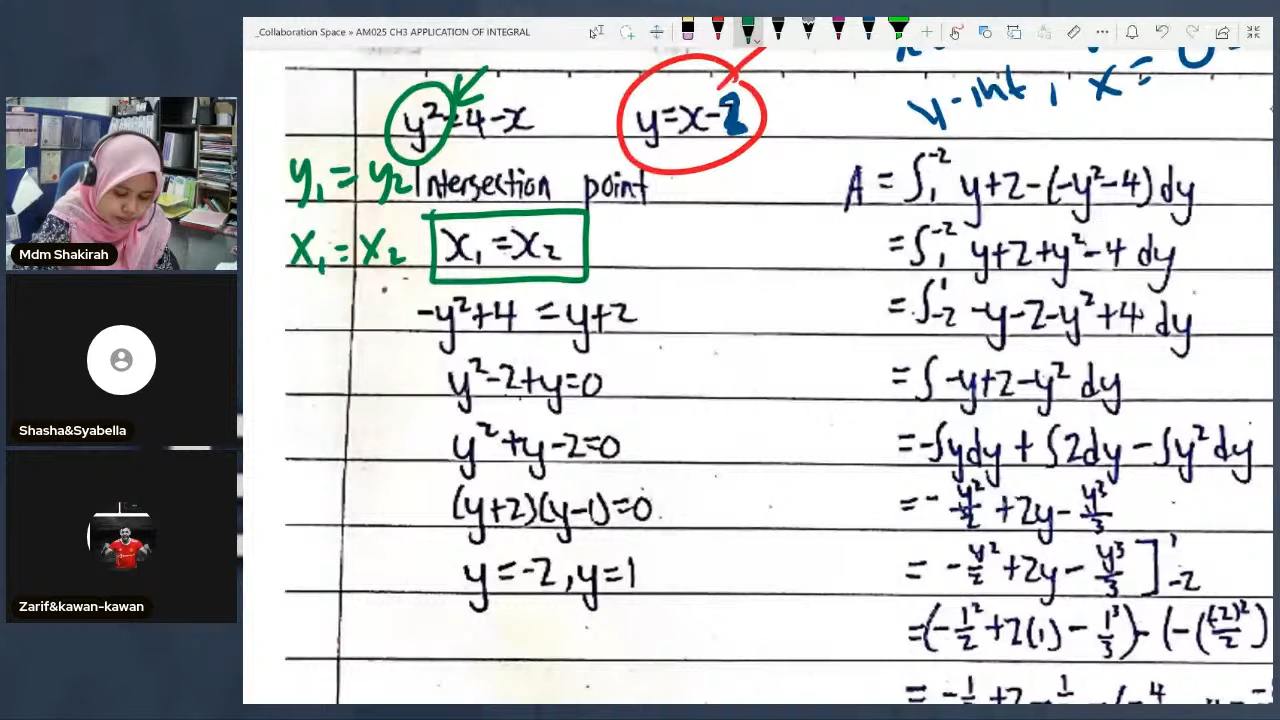 _Collaboration Space » AM025 CH3 APPLICATION OF INTEGRAL
y-int, x = 0
y² = 4 - x
y = x - 2
y₁ = y₂
Intersection point
x₁ = x₂
x₁ = x₂
-y²+4 = y+2
y²-2+y=0
y²+y-2=0
(y+2)(y-1)=0
y = -2, y = 1
A = ∫₁⁻² y+2-(-y²-4) dy
= ∫₁⁻² y+2+y²-4 dy
= ∫₋₂¹ -y-2-y²+4 dy
= ∫ -y+2-y² dy
= -∫y dy + ∫2 dy - ∫y² dy
= - y²/2 + 2y - y³/3
= - y²/2 + 2y - y³/3 ]¹₋₂
= (- 1²/2 + 2(1) - 1³/3) - (-((-2)²/2)
Mdm Shakirah
Shasha&Syabella
Zarif&kawan-kawan